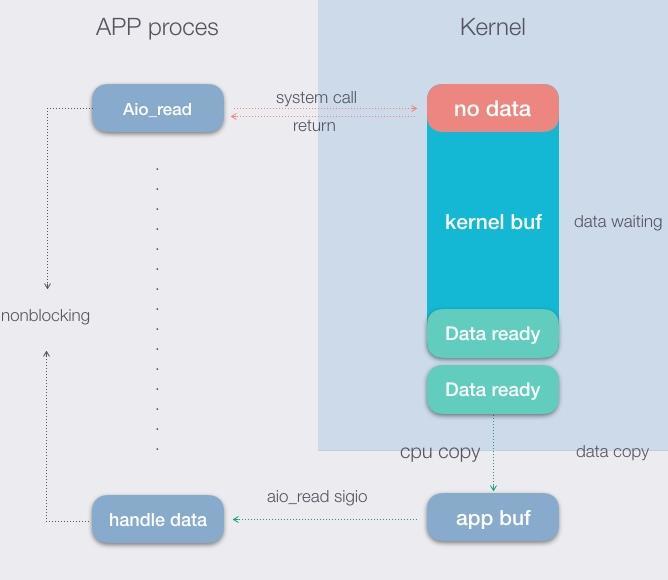 APP proces
Kernel
Aio_read
system call
return
no data
kernel buf
data waiting
nonblocking
Data ready
Data ready
cpu copy
data copy
aio_read sigio
handle data
app buf